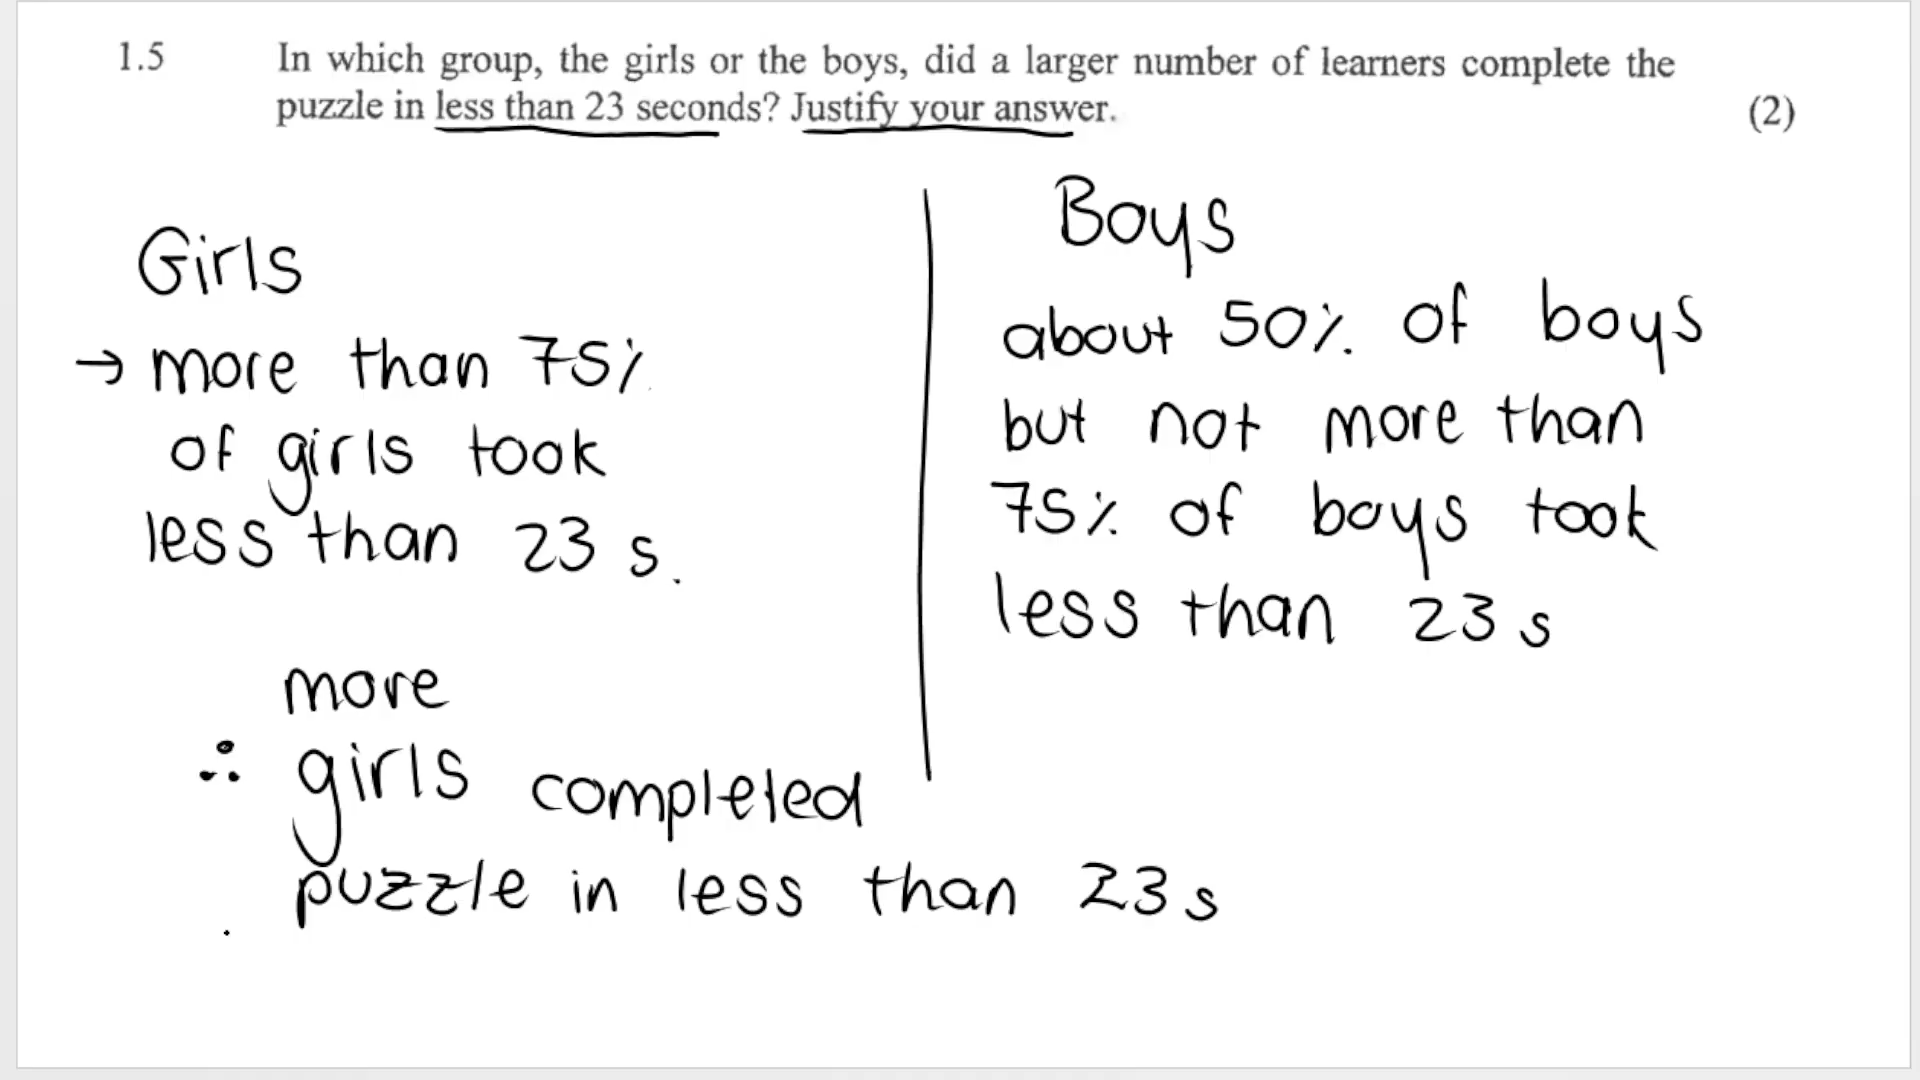 1.5 In which group, the girls or the boys, did a larger number of learners complete the
puzzle in less than 23 seconds? Justify your answer. (2)
Girls
→ more than 75%
of girls took
less than 23 s.
Boys
about 50% of boys
but not more than
75% of boys took
less than 23 s
more
∴ girls completed
puzzle in less than 23 s